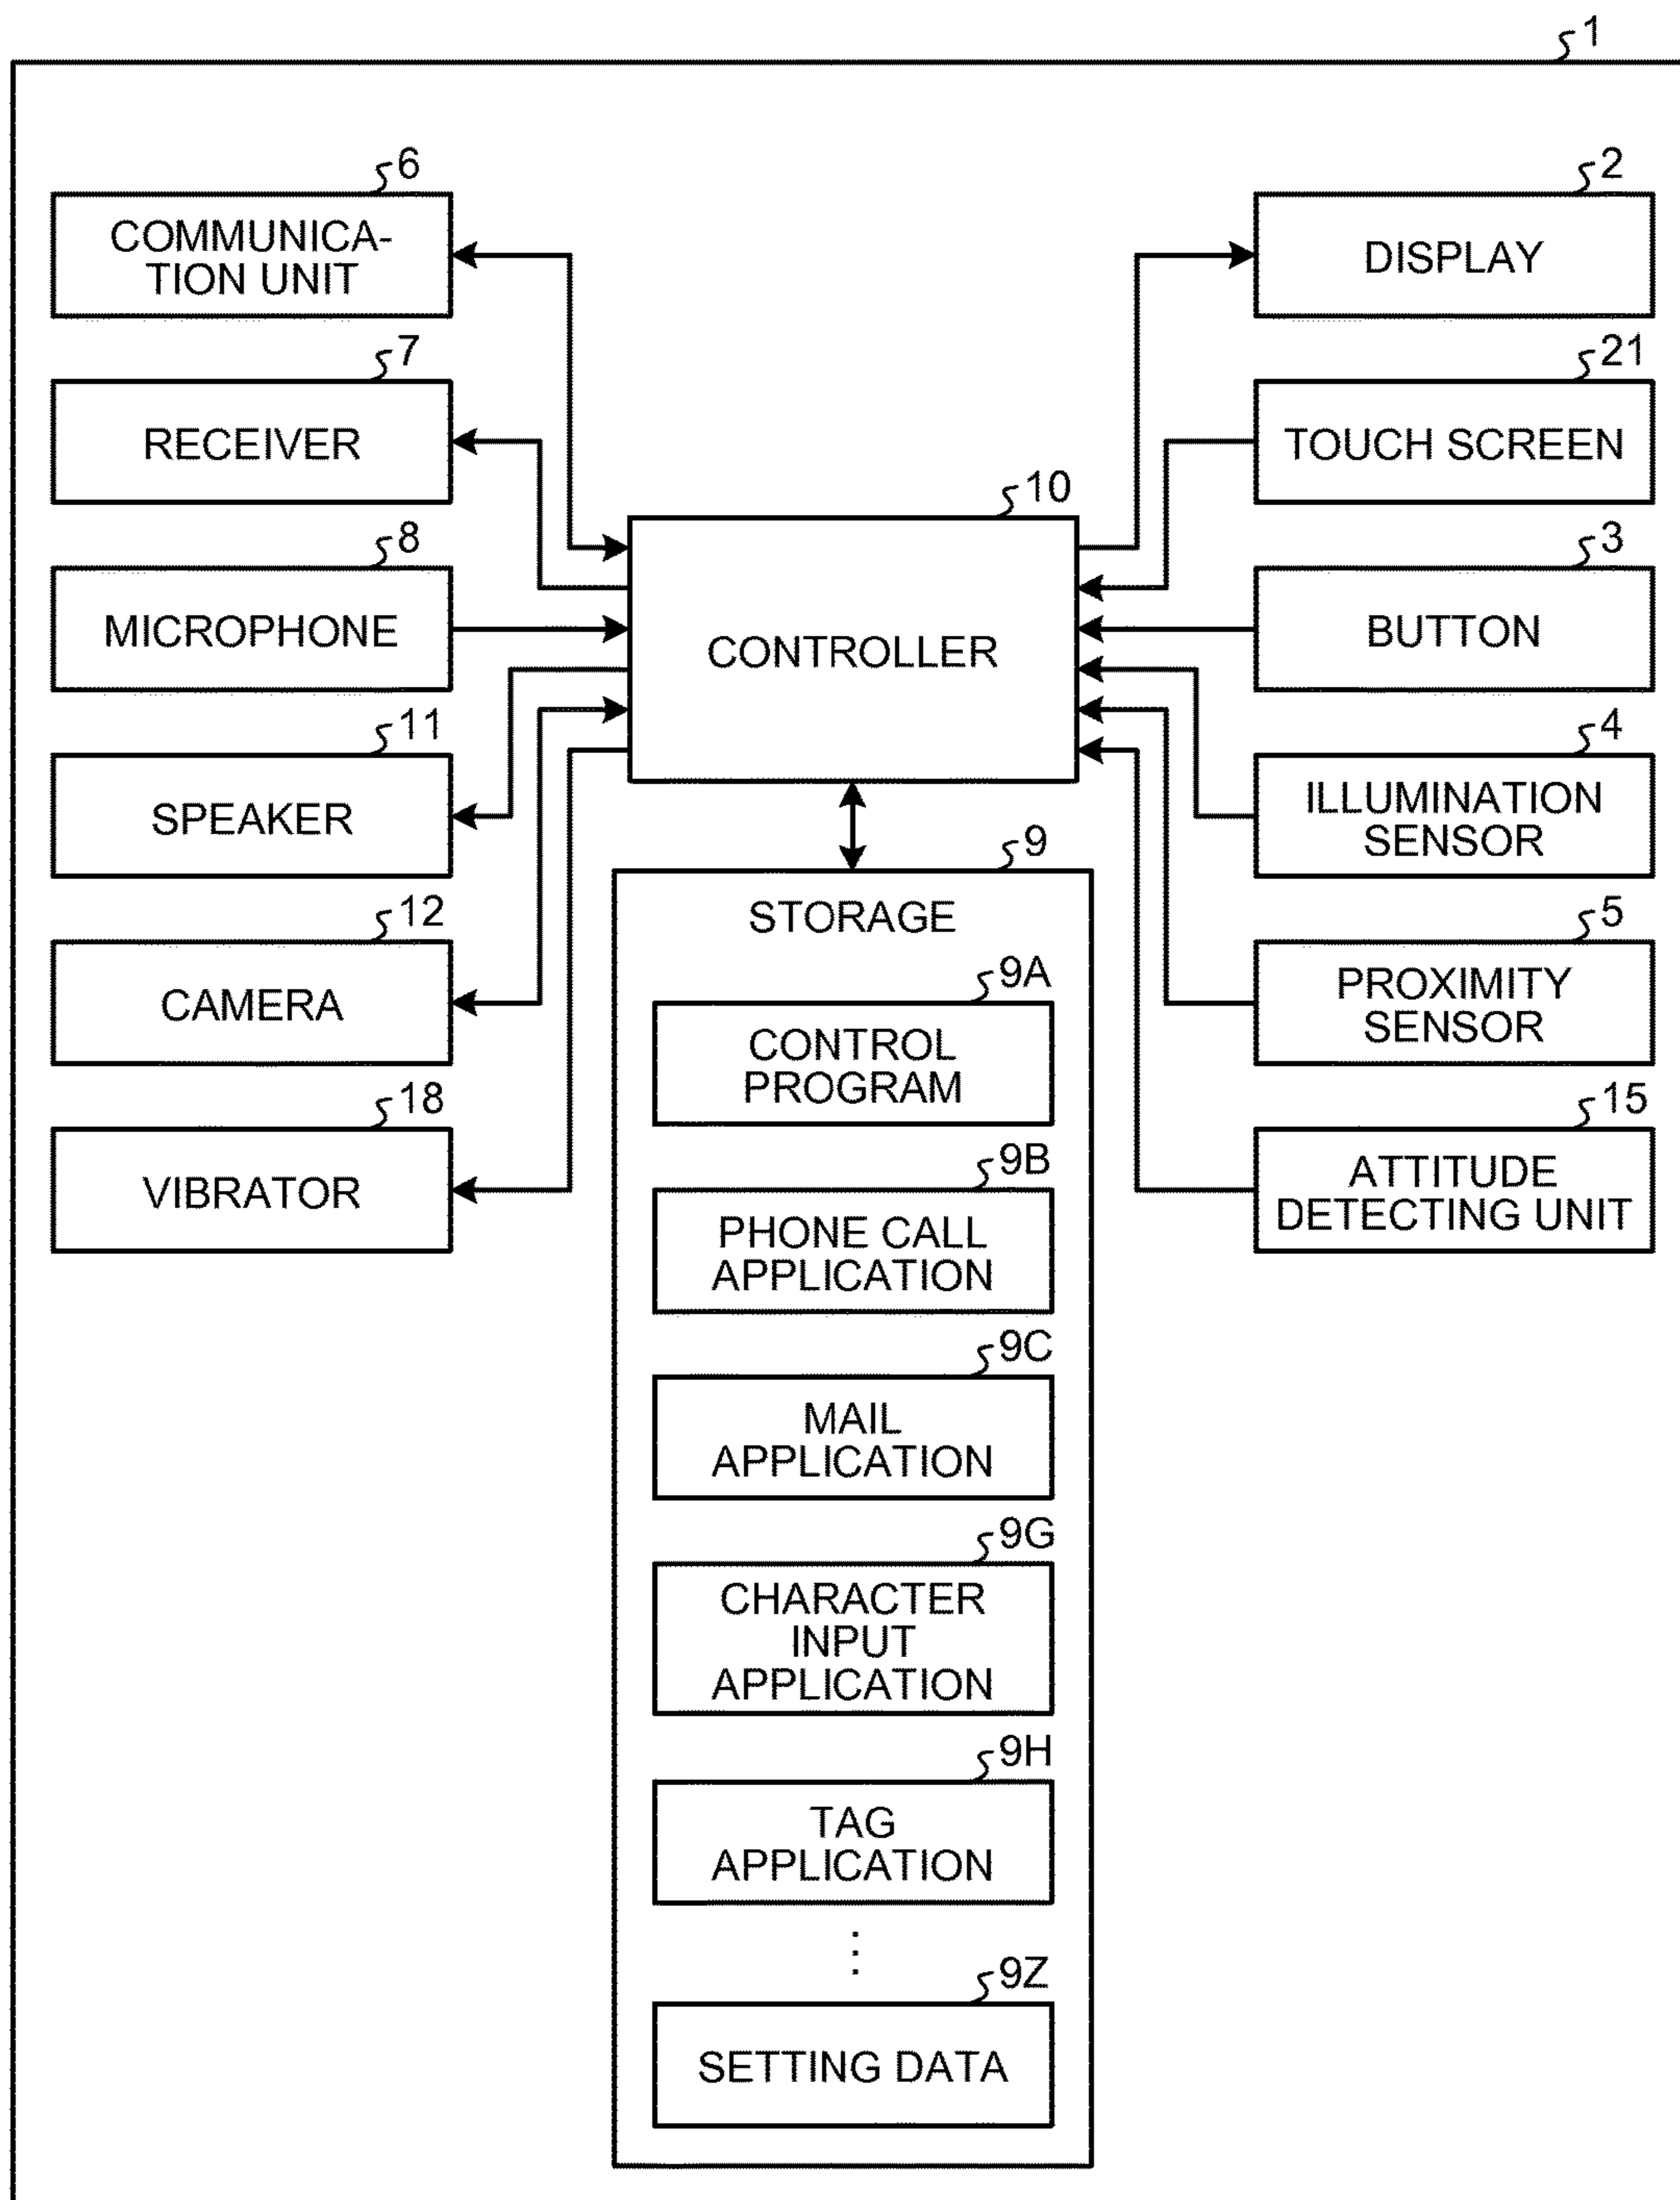 1
6
COMMUNICA-
TION UNIT
7
RECEIVER
8
MICROPHONE
11
SPEAKER
12
CAMERA
18
VIBRATOR
10
CONTROLLER
9
STORAGE
9A
CONTROL
PROGRAM
9B
PHONE CALL
APPLICATION
9C
MAIL
APPLICATION
9G
CHARACTER
INPUT
APPLICATION
9H
TAG
APPLICATION
⋮
9Z
SETTING DATA
2
DISPLAY
21
TOUCH SCREEN
3
BUTTON
4
ILLUMINATION
SENSOR
5
PROXIMITY
SENSOR
15
ATTITUDE
DETECTING UNIT